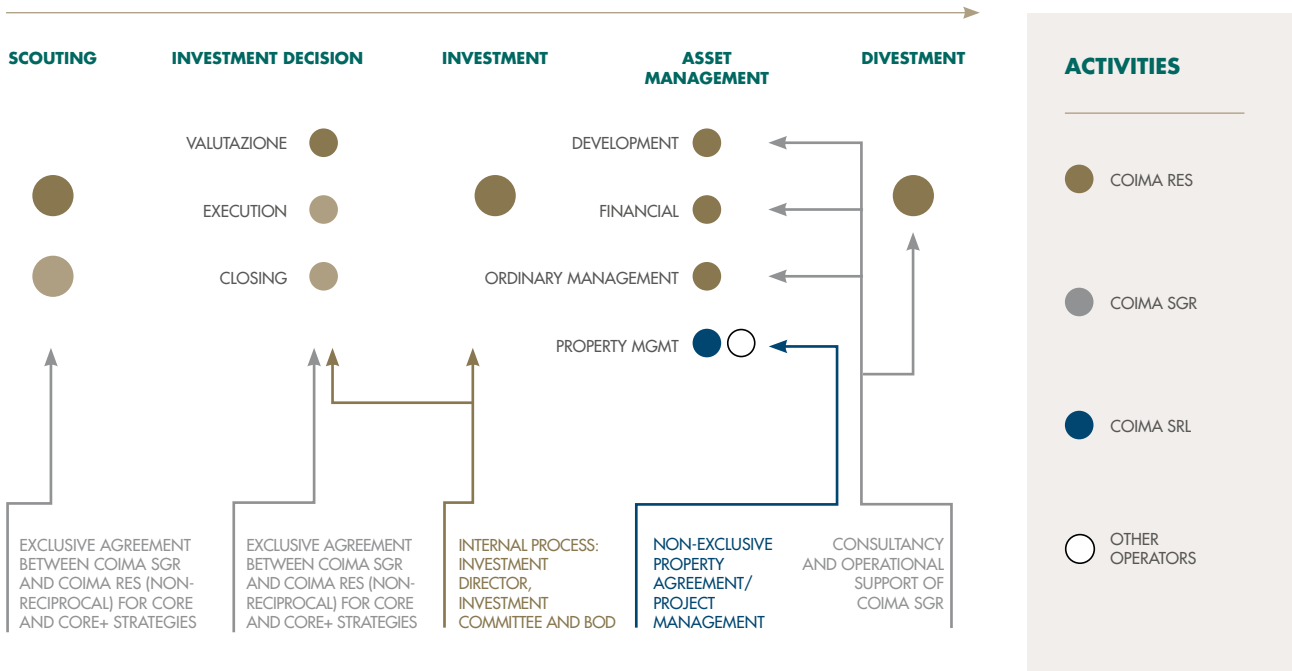 SCOUTING
INVESTMENT DECISION
INVESTMENT
ASSET
MANAGEMENT
DIVESTMENT
VALUTAZIONE
EXECUTION
CLOSING
DEVELOPMENT
FINANCIAL
ORDINARY MANAGEMENT
PROPERTY MGMT
EXCLUSIVE AGREEMENT
BETWEEN COIMA SGR
AND COIMA RES (NON-
RECIPROCAL) FOR CORE
AND CORE+ STRATEGIES
EXCLUSIVE AGREEMENT
BETWEEN COIMA SGR
AND COIMA RES (NON-
RECIPROCAL) FOR CORE
AND CORE+ STRATEGIES
INTERNAL PROCESS:
INVESTMENT
DIRECTOR,
INVESTMENT
COMMITTEE AND BOD
NON-EXCLUSIVE
PROPERTY
AGREEMENT/
PROJECT
MANAGEMENT
CONSULTANCY
AND OPERATIONAL
SUPPORT OF
COIMA SGR
ACTIVITIES
COIMA RES
COIMA SGR
COIMA SRL
OTHER
OPERATORS